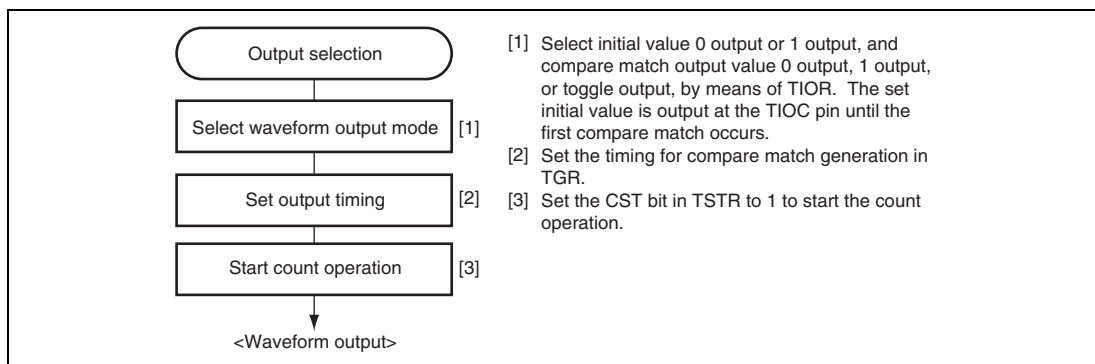 Output selection
Select waveform output mode [1]
Set output timing [2]
Start count operation [3]
<Waveform output>
[1] Select initial value 0 output or 1 output, and
compare match output value 0 output, 1 output,
or toggle output, by means of TIOR. The set
initial value is output at the TIOC pin until the
first compare match occurs.
[2] Set the timing for compare match generation in
TGR.
[3] Set the CST bit in TSTR to 1 to start the count
operation.